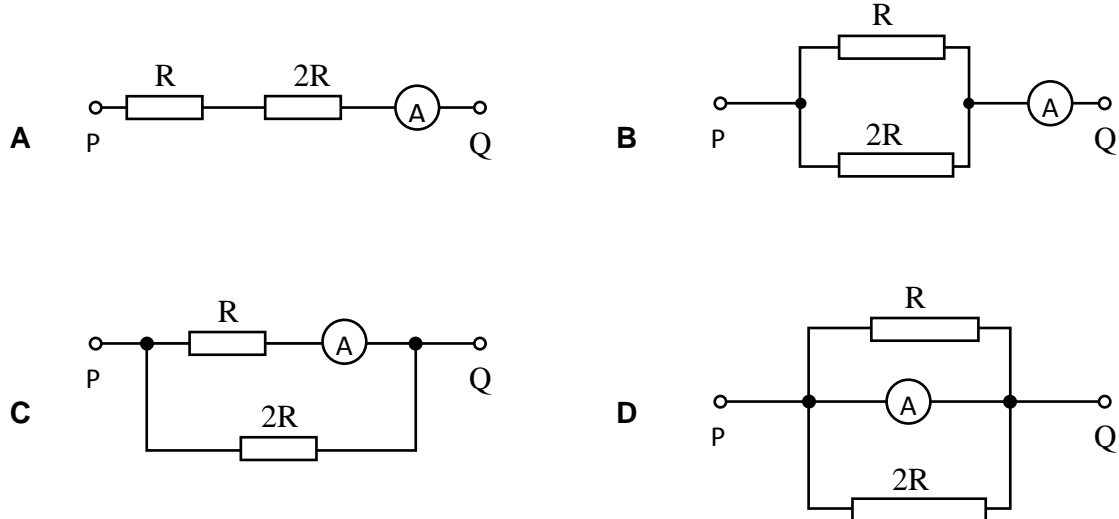 R 2R A
A P Q
R
P A Q
B 2R
R
P A Q
C 2R
R
P A Q
D 2R